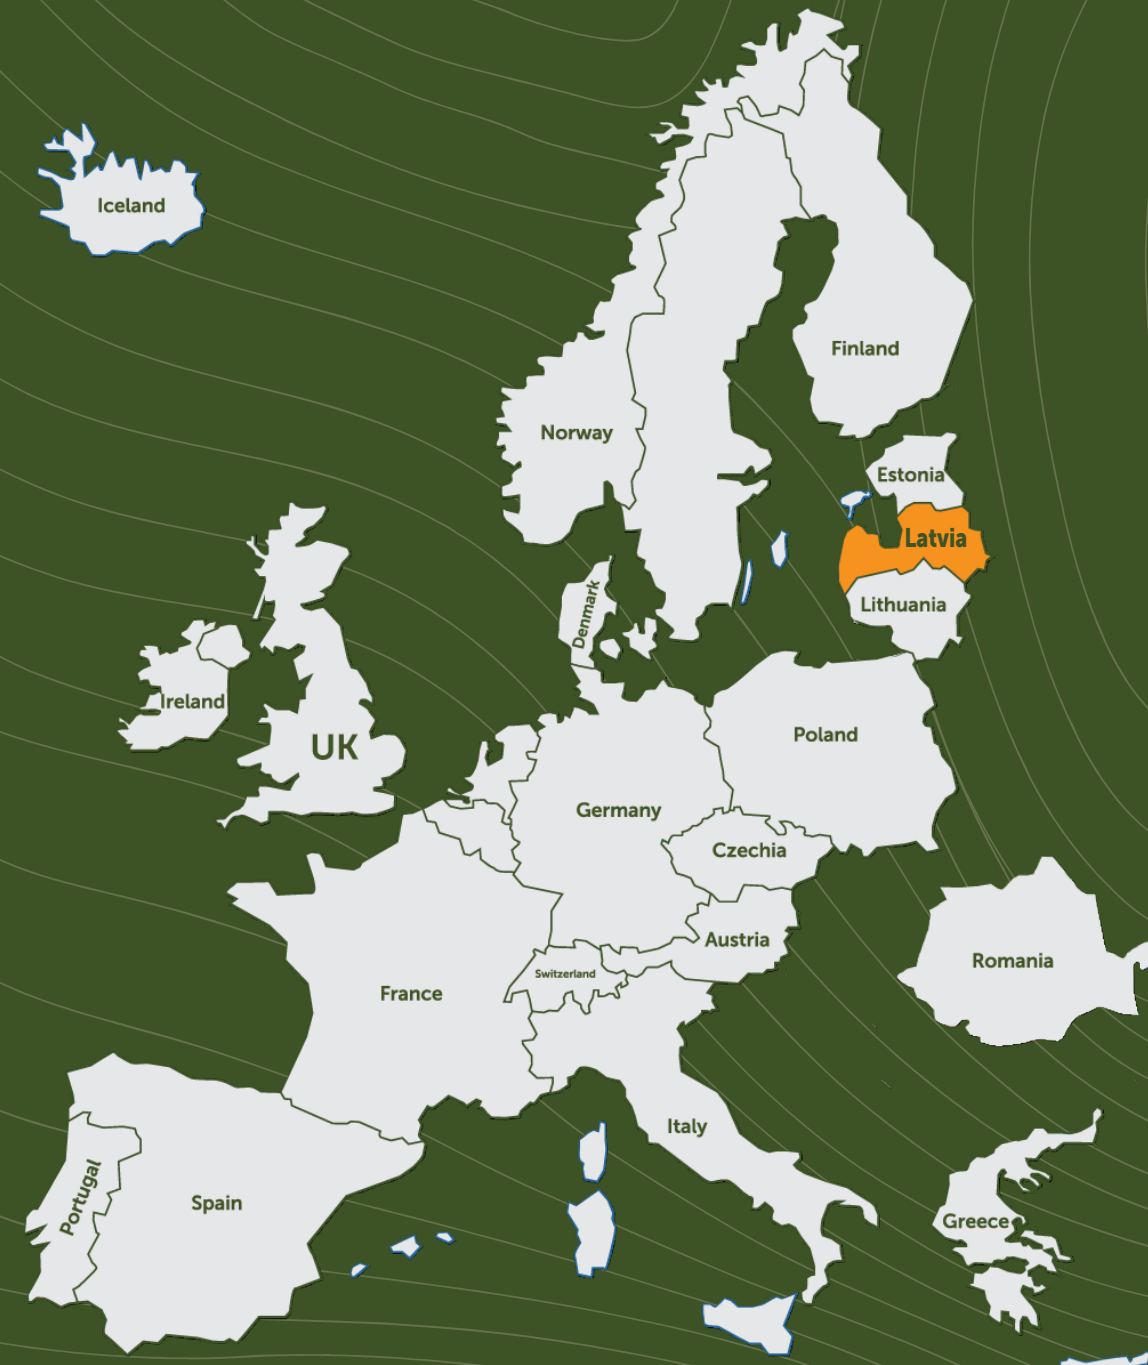 Iceland
Finland
Norway
Estonia
Latvia
Lithuania
Denmark
Ireland
UK
Poland
Germany
Czechia
Austria
Romania
Switzerland
France
Italy
Portugal
Spain
Greece